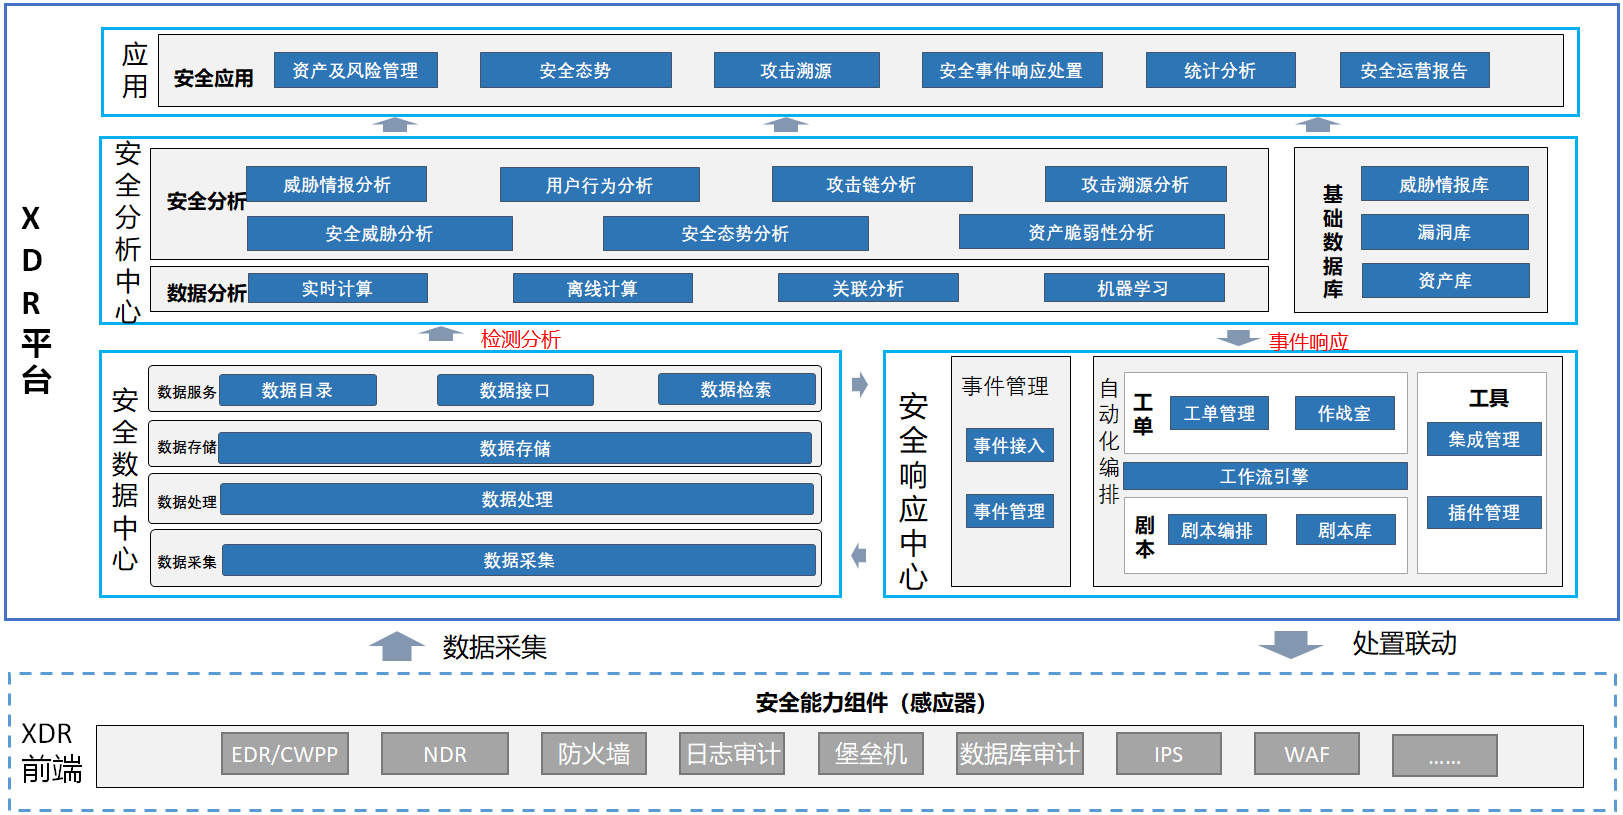 XDR平台
应用
安全应用
资产及风险管理
安全态势
攻击溯源
安全事件响应处置
统计分析
安全运营报告
安全分析中心
安全分析
威胁情报分析
用户行为分析
攻击链分析
攻击溯源分析
安全威胁分析
安全态势分析
资产脆弱性分析
数据分析
实时计算
离线计算
关联分析
机器学习
基础数据库
威胁情报库
漏洞库
资产库
检测分析
事件响应
安全数据中心
数据服务
数据目录
数据接口
数据检索
数据存储
数据存储
数据处理
数据处理
数据采集
数据采集
安全响应中心
事件管理
事件接入
事件管理
自动化编排
工单
工单管理
作战室
工作流引擎
剧本
剧本编排
剧本库
工具
集成管理
插件管理
数据采集
处置联动
XDR
前端
安全能力组件（感应器）
EDR/CWPP
NDR
防火墙
日志审计
堡垒机
数据库审计
IPS
WAF
……